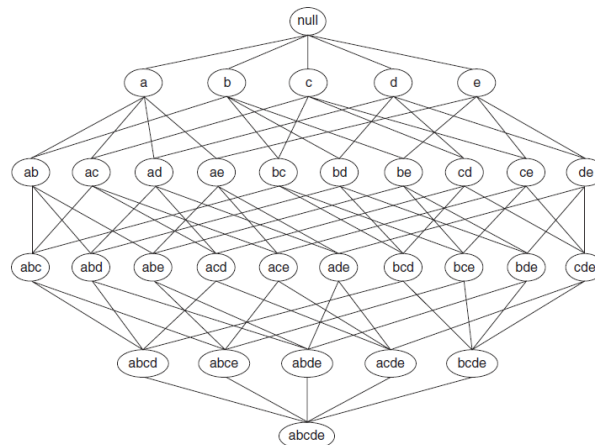 null
a b c d e
ab ac ad ae bc bd be cd ce de
abc abd abe acd ace ade bcd bce bde cde
abcd abce abde acde bcde
abcde